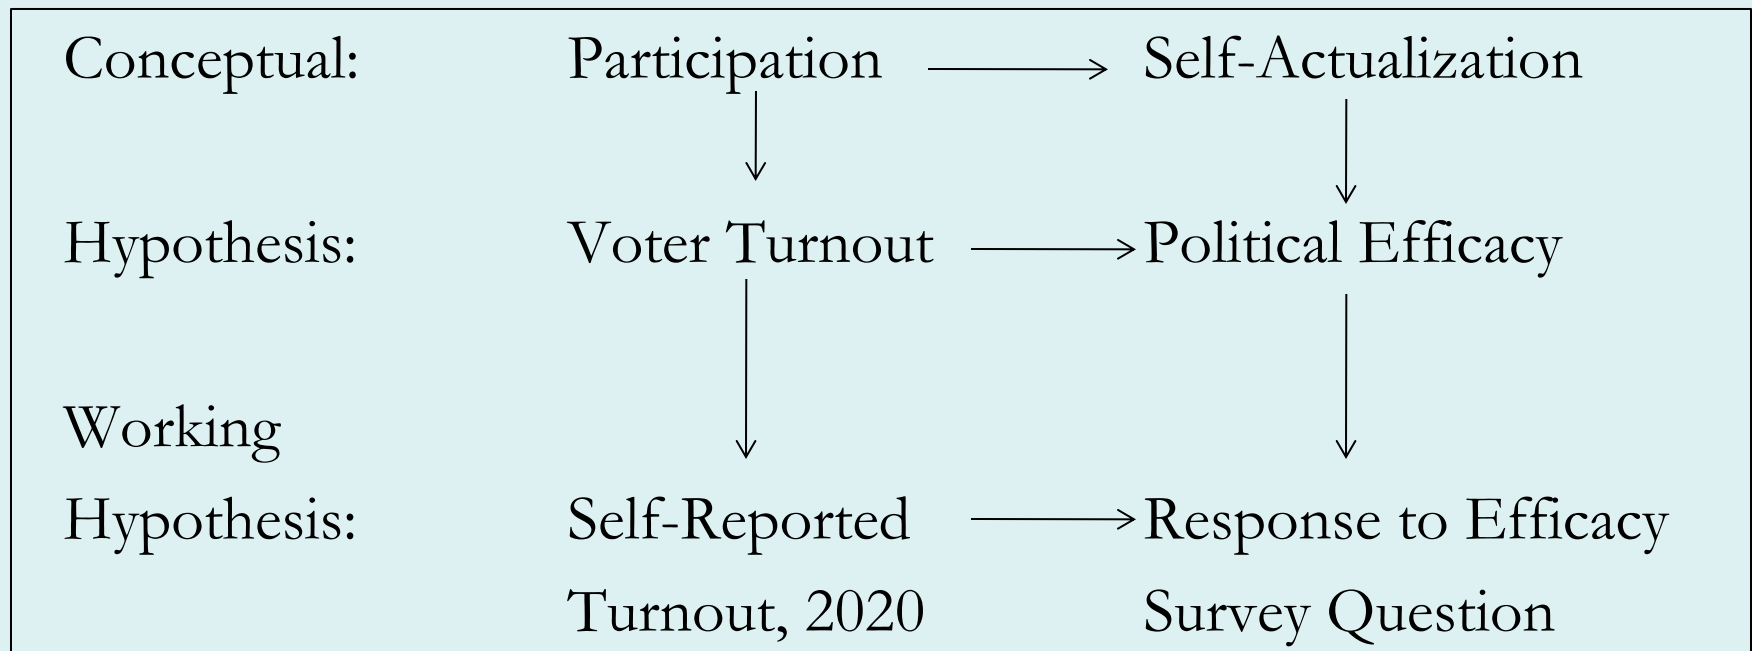 Conceptual: Participation Self-Actualization
Hypothesis: Voter Turnout Political Efficacy
Working
Hypothesis: Self-Reported Response to Efficacy
Turnout, 2020 Survey Question